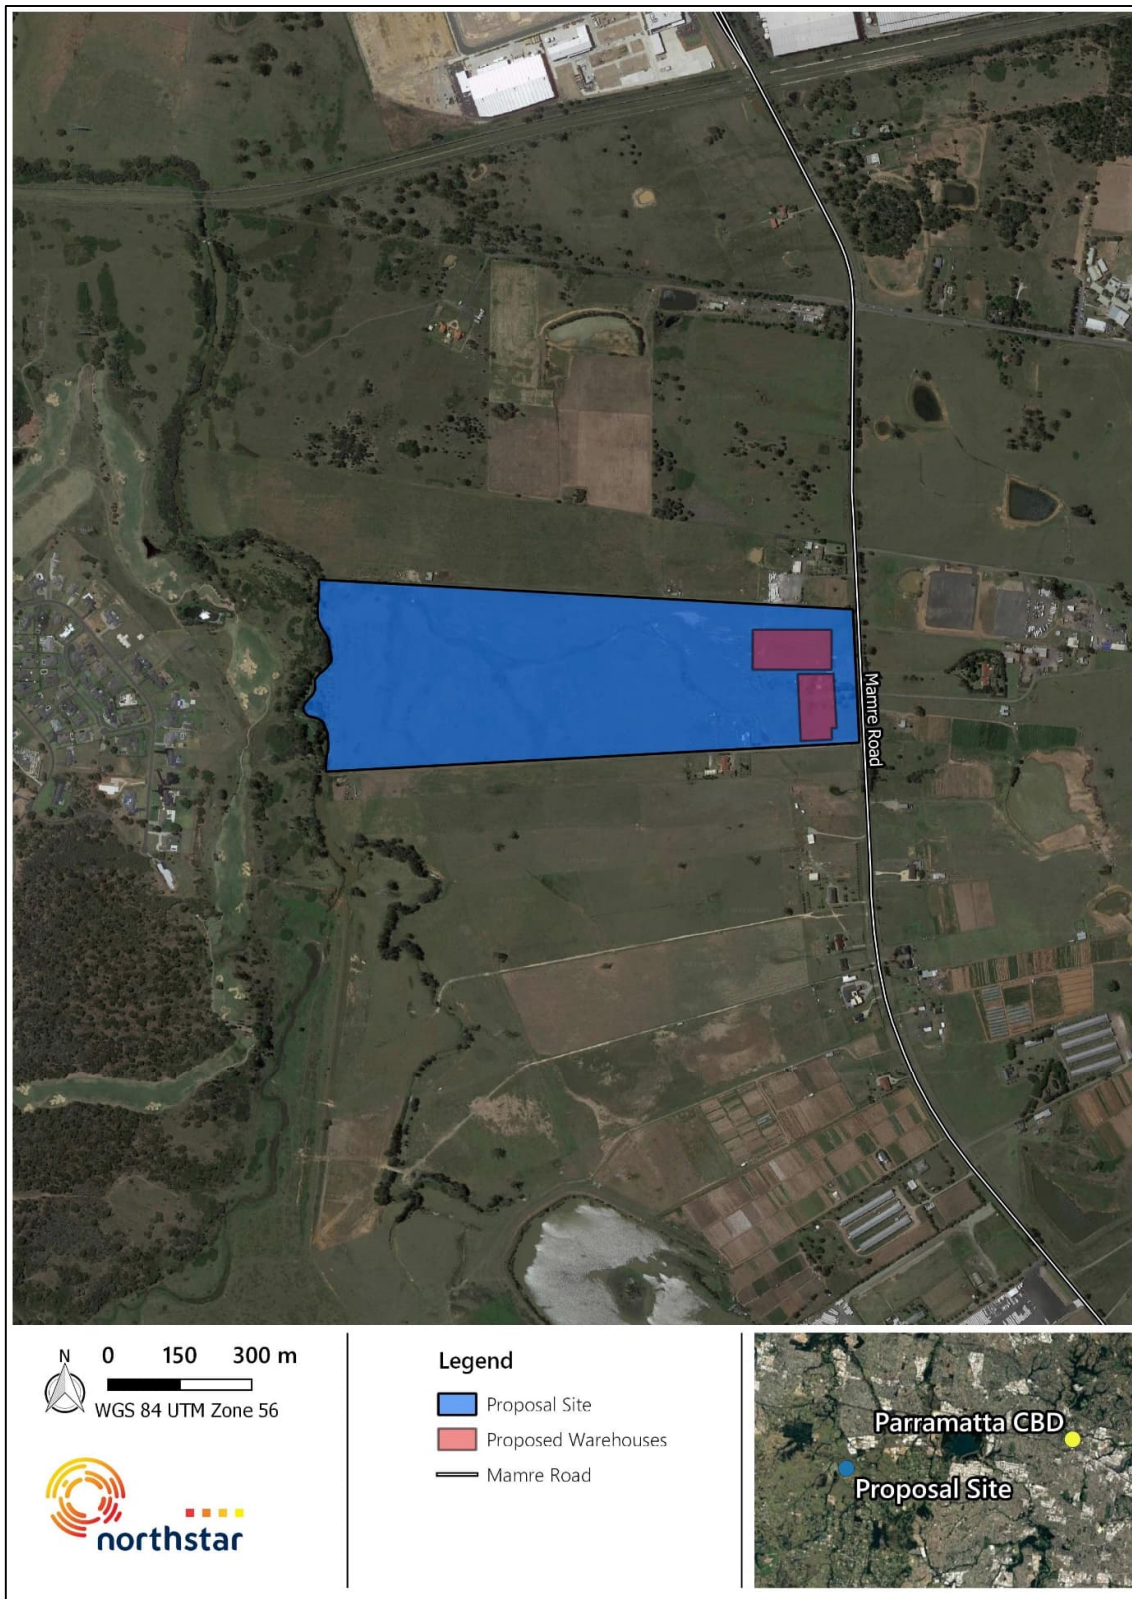 Mamre Road
N
0 150 300 m
WGS 84 UTM Zone 56
northstar
Legend
Proposal Site
Proposed Warehouses
Mamre Road
Parramatta CBD
Proposal Site